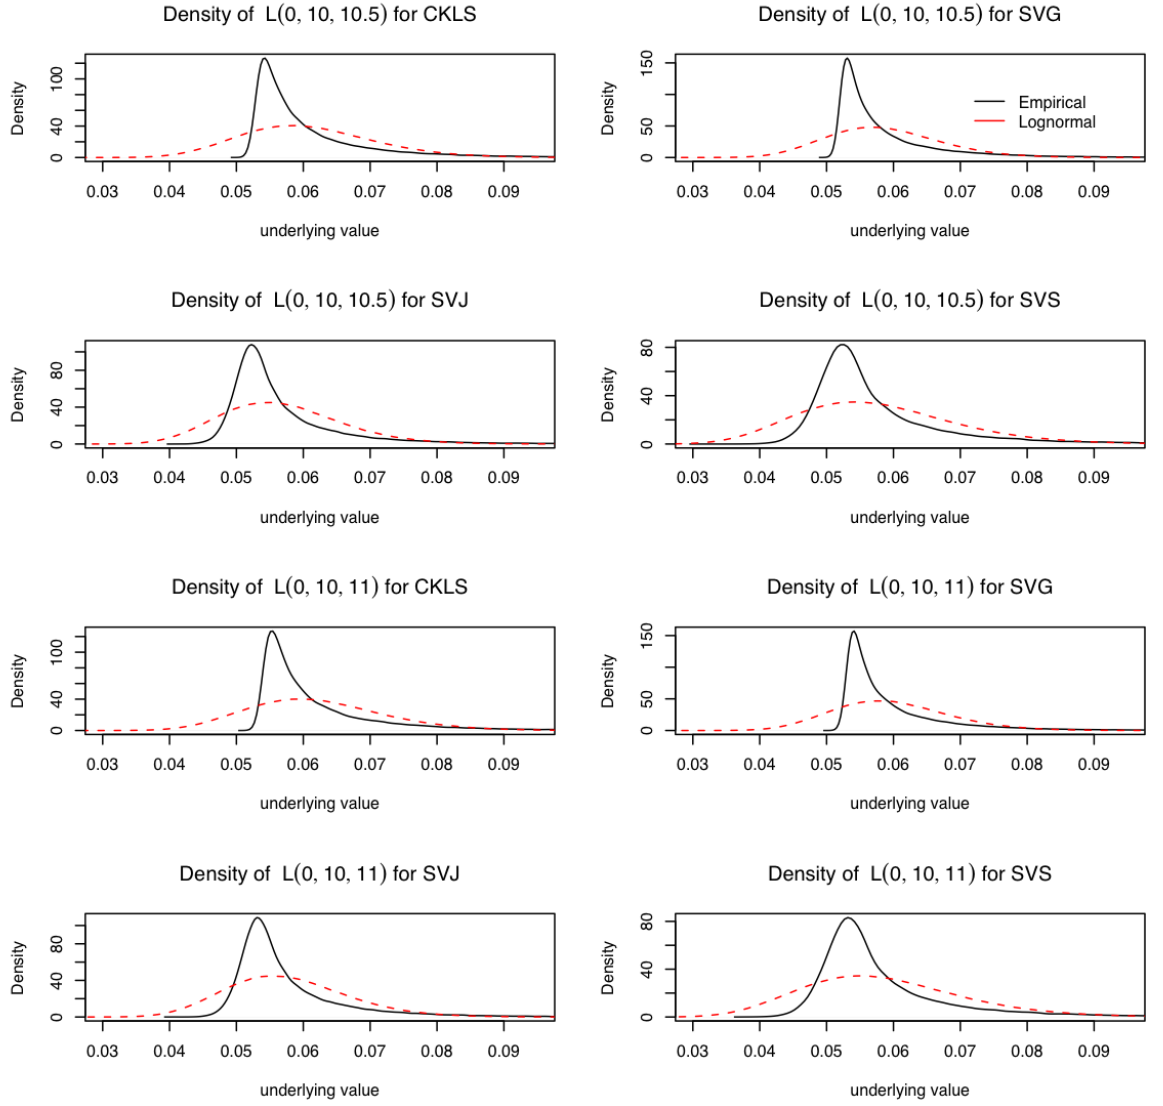 Density of L(0, 10, 10.5) for CKLS
Density
0 40 100
0.03 0.04 0.05 0.06 0.07 0.08 0.09
underlying value
Density of L(0, 10, 10.5) for SVG
Density
0 50 150
Empirical
Lognormal
0.03 0.04 0.05 0.06 0.07 0.08 0.09
underlying value
Density of L(0, 10, 10.5) for SVJ
Density
0 40 80
0.03 0.04 0.05 0.06 0.07 0.08 0.09
underlying value
Density of L(0, 10, 10.5) for SVS
Density
0 40 80
0.03 0.04 0.05 0.06 0.07 0.08 0.09
underlying value
Density of L(0, 10, 11) for CKLS
Density
0 40 100
0.03 0.04 0.05 0.06 0.07 0.08 0.09
underlying value
Density of L(0, 10, 11) for SVG
Density
0 50 150
0.03 0.04 0.05 0.06 0.07 0.08 0.09
underlying value
Density of L(0, 10, 11) for SVJ
Density
0 40 80
0.03 0.04 0.05 0.06 0.07 0.08 0.09
underlying value
Density of L(0, 10, 11) for SVS
Density
0 40 80
0.03 0.04 0.05 0.06 0.07 0.08 0.09
underlying value